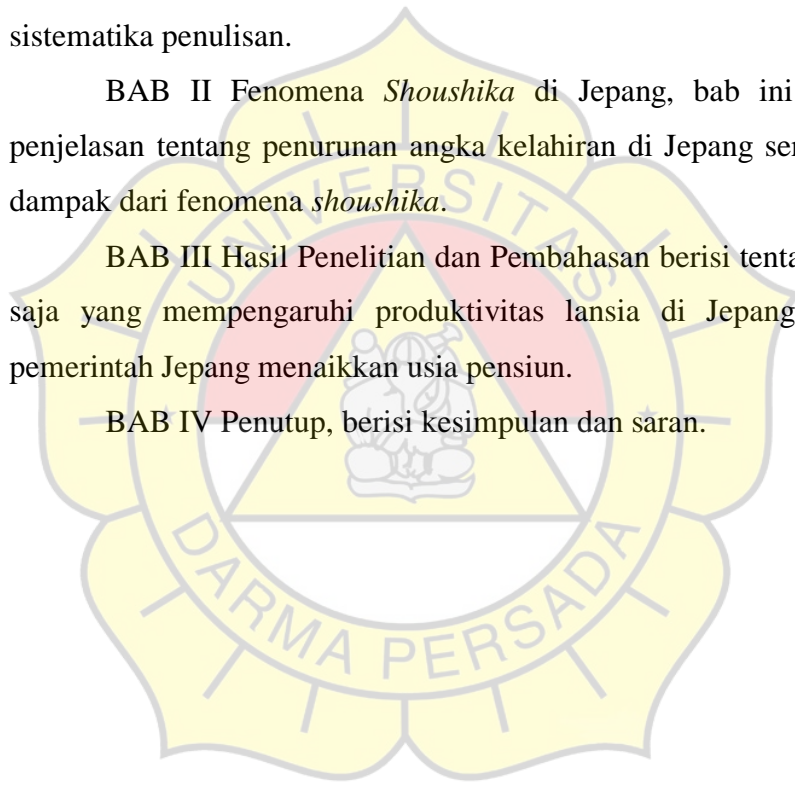 sistematika penulisan.
BAB II Fenomena Shoushika di Jepang, bab ini
penjelasan tentang penurunan angka kelahiran di Jepang ser
dampak dari fenomena shoushika.
BAB III Hasil Penelitian dan Pembahasan berisi tenta
saja yang mempengaruhi produktivitas lansia di Jepang
pemerintah Jepang menaikkan usia pensiun.
BAB IV Penutup, berisi kesimpulan dan saran.
UNIVERSITAS
DARMA PERSADA